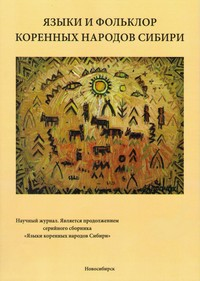 ЯЗЫКИ И ФОЛЬКЛОР
КОРЕННЫХ НАРОДОВ СИБИРИ
Научный журнал. Является продолжением
серийного сборника
«Языки коренных народов Сибири»
Новосибирск